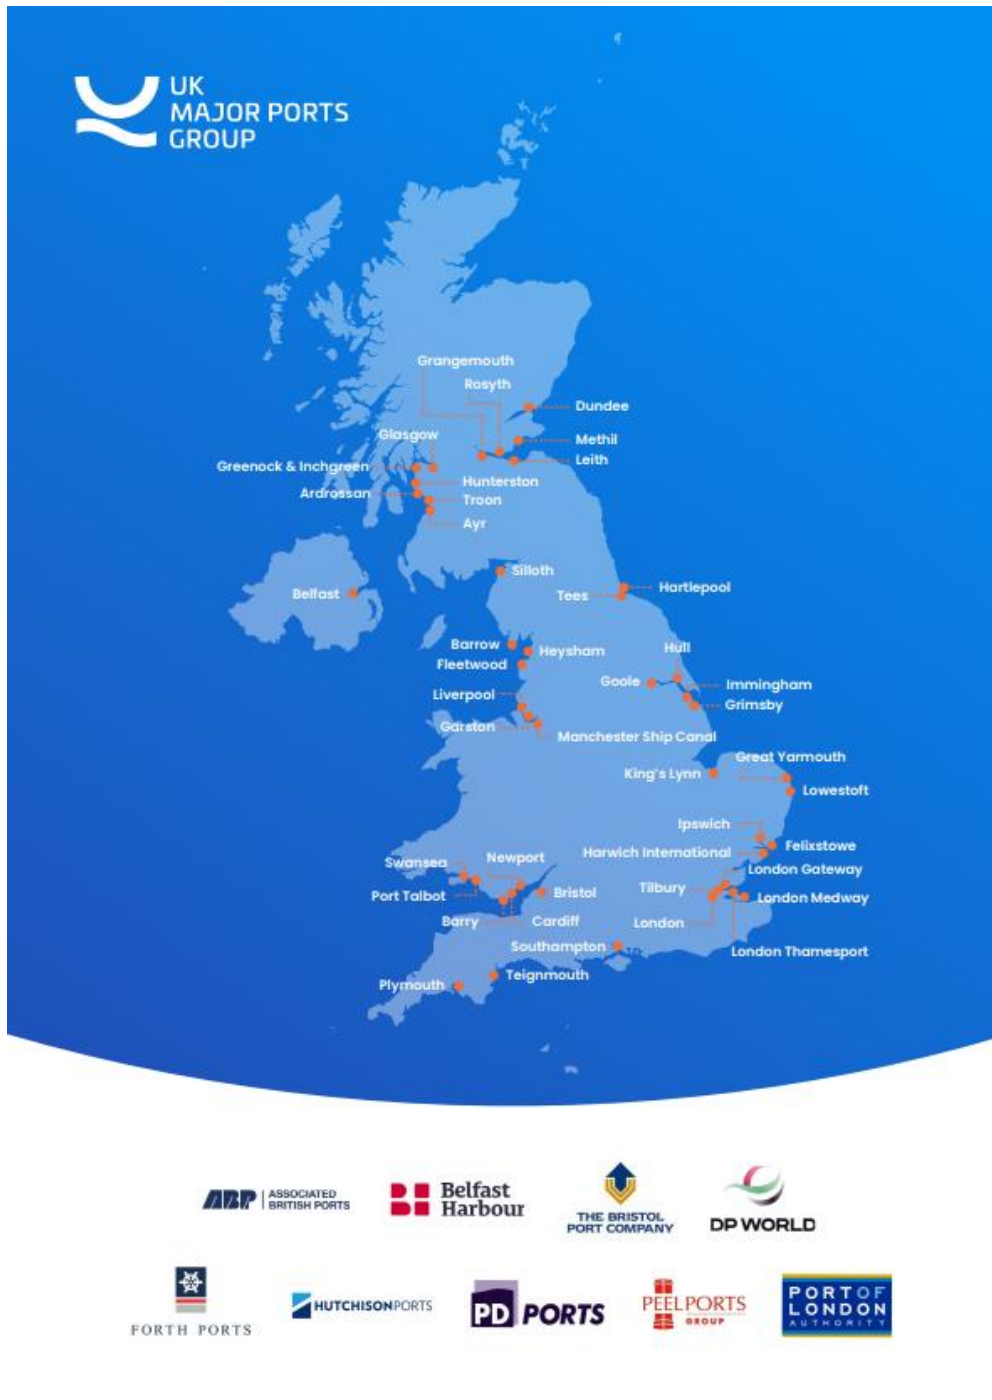 UK
MAJOR PORTS
GROUP
Grangemouth
Rosyth
Dundee
Glasgow
Methil
Leith
Greenock & Inchgreen
Hunterston
Ardrossan
Troon
Ayr
Silloth
Belfast
Hartlepool
Tees
Barrow
Heysham
Hull
Fleetwood
Goole
Immingham
Liverpool
Grimsby
Garston
Manchester Ship Canal
Great Yarmouth
King's Lynn
Lowestoft
Ipswich
Felixstowe
Harwich International
Swansea
Newport
London Gateway
Tilbury
Port Talbot
Bristol
London Medway
Barry
Cardiff
London
Southampton
London Thamesport
Teignmouth
Plymouth
ABP
ASSOCIATED
BRITISH PORTS
Belfast
Harbour
THE BRISTOL
PORT COMPANY
DP WORLD
FORTH PORTS
HUTCHISON PORTS
PD PORTS
PEEL PORTS
GROUP
PORT OF
LONDON
AUTHORITY